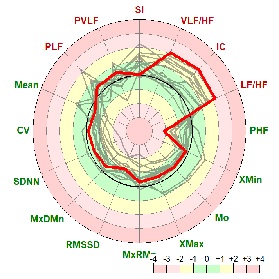 SI
PVLF
VLF/HF
PLF
IC
Mean
LF/HF
CV
PHF
SDNN
XMin
MxDMn
Mo
RMSSD
XMax
MxRMn
-4 -3 -2 -1 0 +1 +2 +3 +4